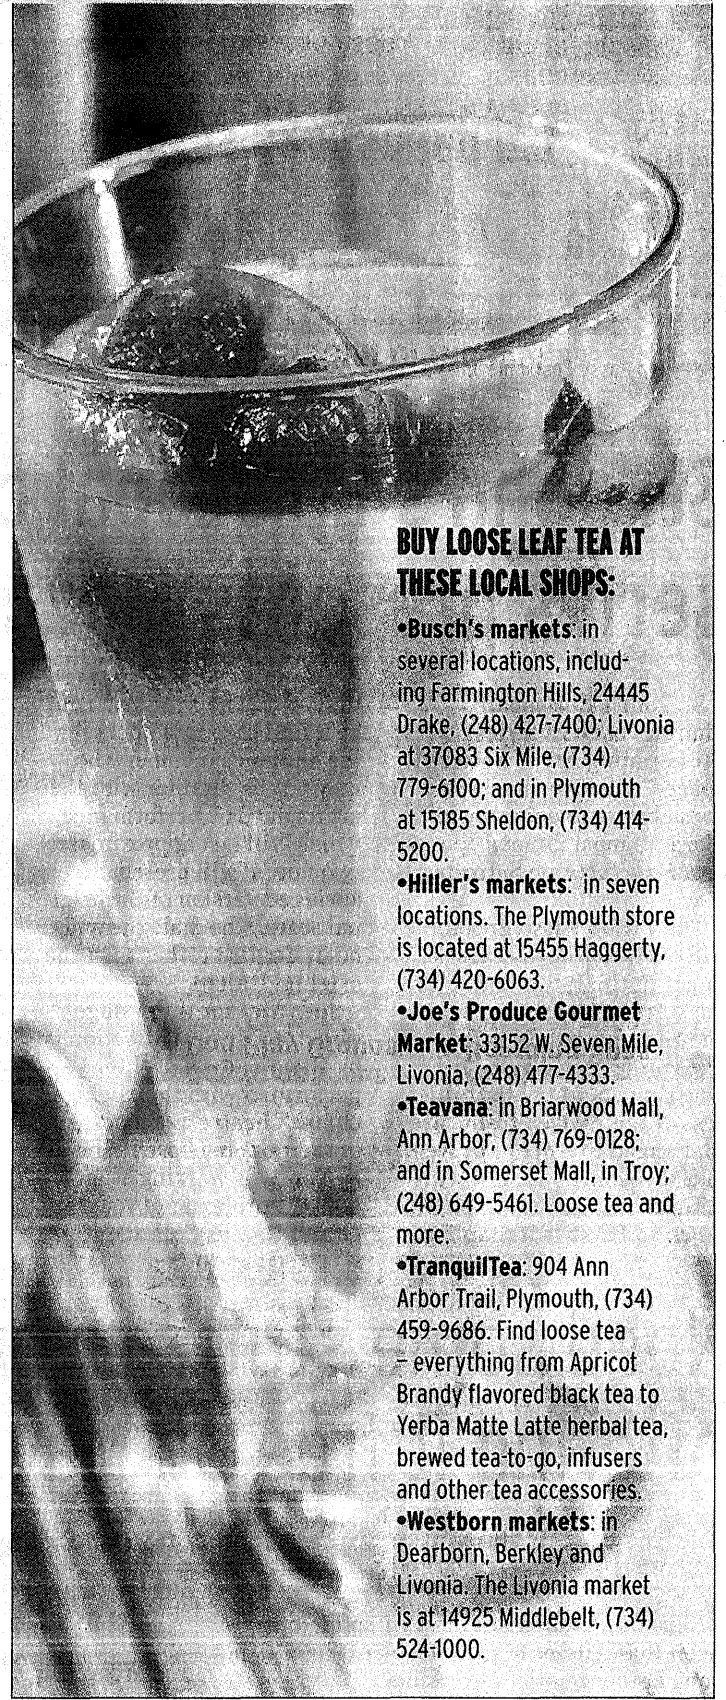 BUY LOOSE LEAF TEA AT
THESE LOCAL SHOPS:
•Busch's markets: in
several locations, includ-
ing Farmington Hills, 24445
Drake, (248) 427-7400; Livonia
at 37083 Six Mile, (734)
779-6100; and in Plymouth
at 15185 Sheldon, (734) 414-
5200.
•Hiller's markets: in seven
locations. The Plymouth store
is located at 15455 Haggerty,
(734) 420-6063.
•Joe's Produce Gourmet
Market: 33152 W. Seven Mile,
Livonia, (248) 477-4333.
•Teavana: in Briarwood Mall,
Ann Arbor, (734) 769-0128;
and in Somerset Mall, in Troy;
(248) 649-5461. Loose tea and
more.
•TranquilTea: 904 Ann
Arbor Trail, Plymouth, (734)
459-9686. Find loose tea
– everything from Apricot
Brandy flavored black tea to
Yerba Matte Latte herbal tea,
brewed tea-to-go, infusers
and other tea accessories.
•Westborn markets: in
Dearborn, Berkley and
Livonia. The Livonia market
is at 14925 Middlebelt, (734)
524-1000.